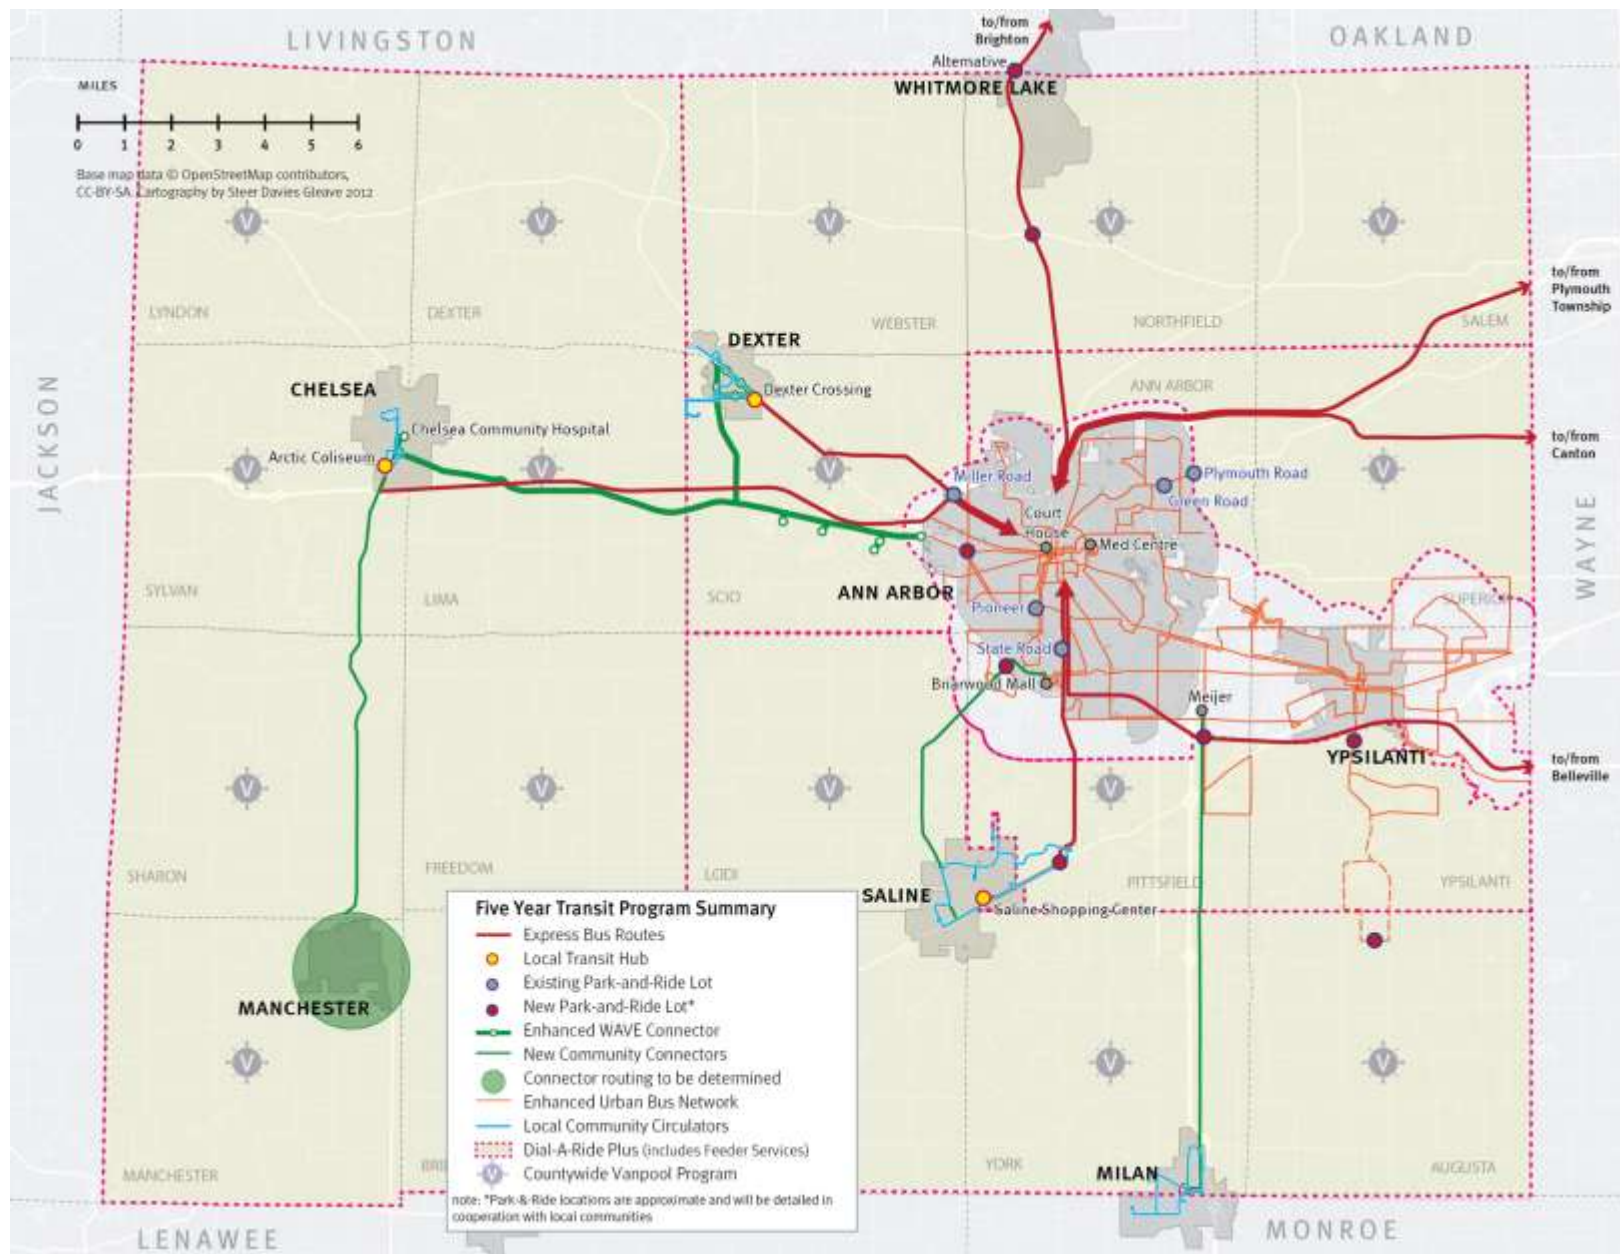 LIVINGSTON
OAKLAND
to/from
Brighton
Alternative
WHITMORE LAKE
MILES
0 1 2 3 4 5 6
Base map data © OpenStreetMap contributors,
CC-BY-SA. Cartography by Steer Davies Gleave 2012
V V V V V
to/from
Plymouth
Township
LYNDON
DEXTER
WEBSTER
NORTHFIELD
SALEM
DEXTER
CHELSEA
Dexter Crossing
ANN ARBOR
Chelsea Community Hospital
to/from
Canton
Arctic Coliseum
V V V
JACKSON
WAYNE
Miller Road
Plymouth Road
Green Road
Court
House
Med Centre
SYLVAN
LIMA
SCIO
ANN ARBOR
SUPERIOR
Pioneer
State Road
Briarwood Mall
Meijer
YPSILANTI
to/from
Belleville
V V V V V
SHARON
FREEDOM
LODI
PITTSFIELD
YPSILANTI
SALINE
Saline Shopping Center
MANCHESTER
Five Year Transit Program Summary
Express Bus Routes
Local Transit Hub
Existing Park-and-Ride Lot
New Park-and-Ride Lot*
Enhanced WAVE Connector
New Community Connectors
Connector routing to be determined
Enhanced Urban Bus Network
Local Community Circulators
Dial-A-Ride Plus (includes Feeder Services)
V Countywide Vanpool Program
note: *Park-&-Ride locations are approximate and will be detailed in
cooperation with local communities
V V V
MANCHESTER
YORK
MILAN
AUGUSTA
LENAWEE
MONROE